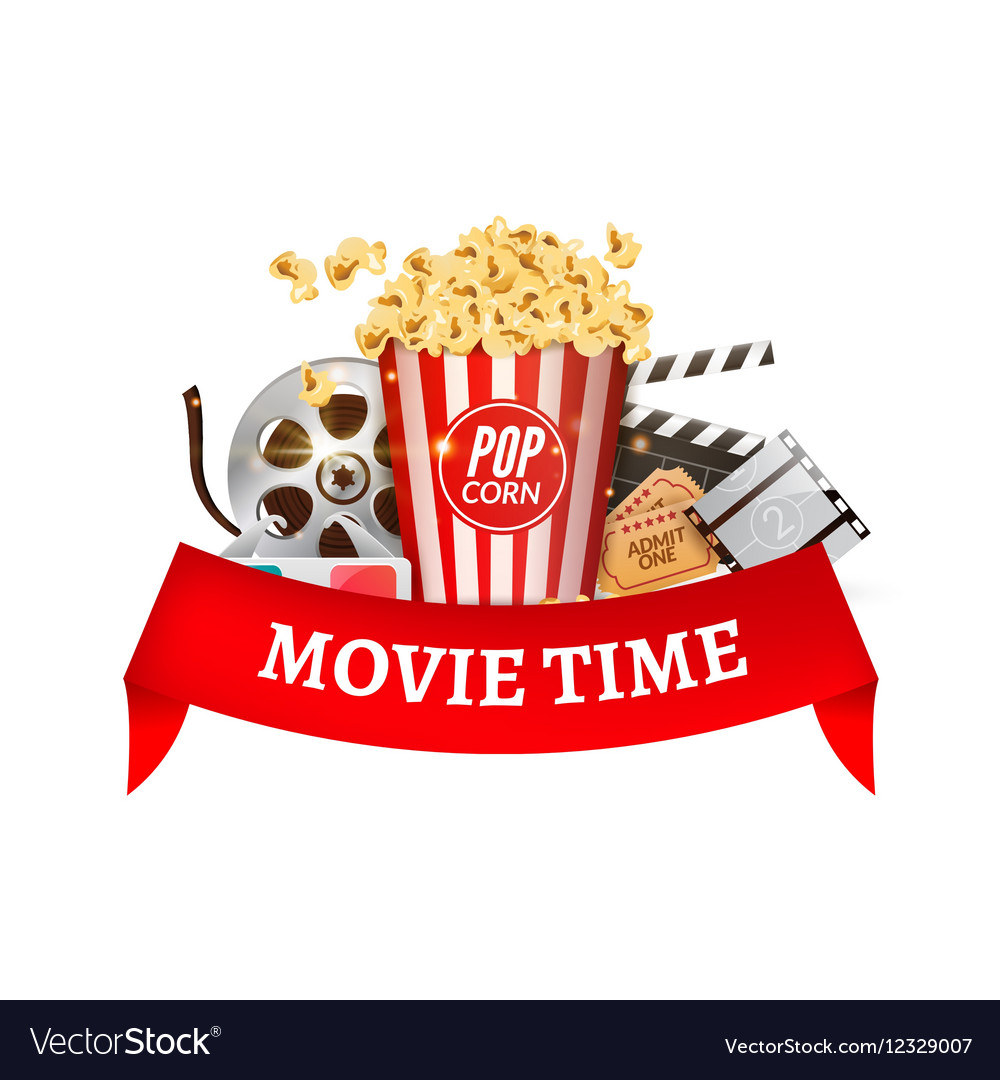 POP
CORN
ADMIT
ONE
2
MOVIE TIME
VectorStock®
VectorStock.com/12329007